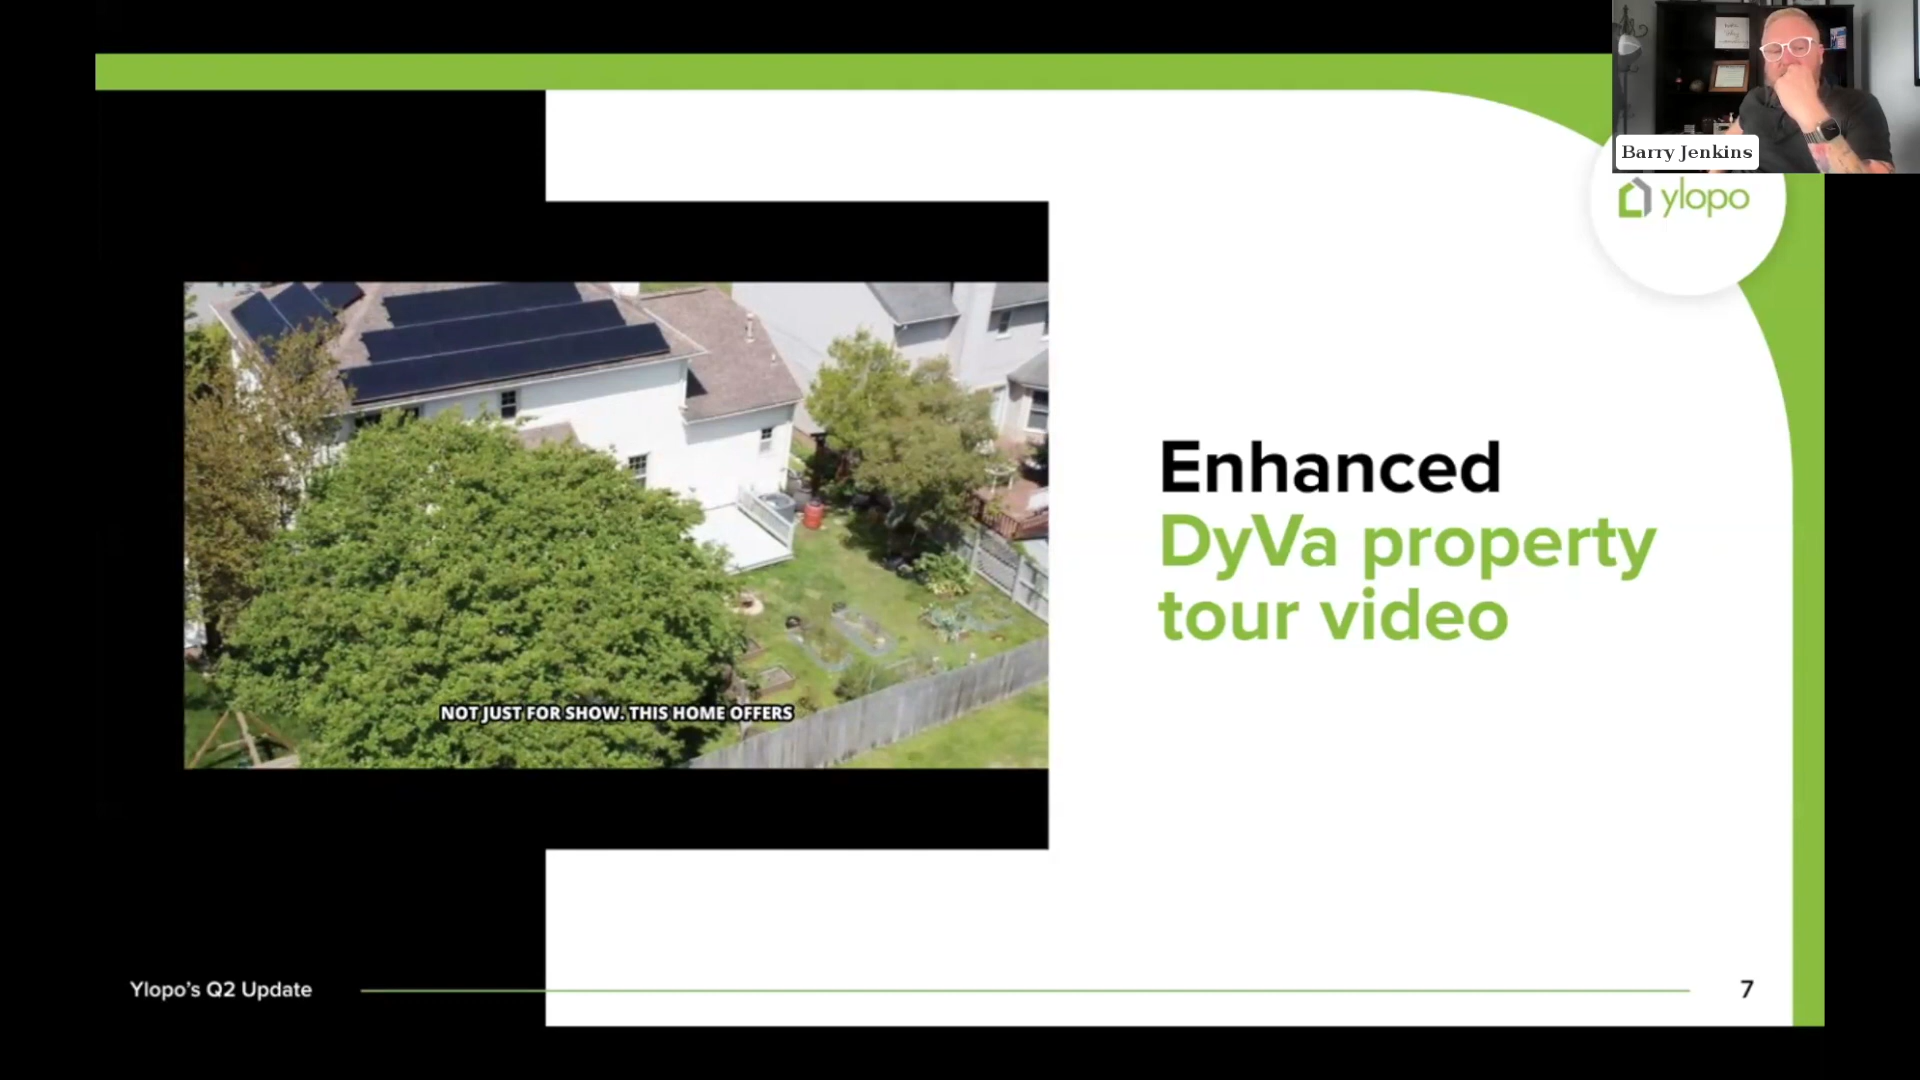 Barry Jenkins
ylopo
Enhanced
DyVa property
tour video
NOT JUST FOR SHOW. THIS HOME OFFERS
Ylopo's Q2 Update
7